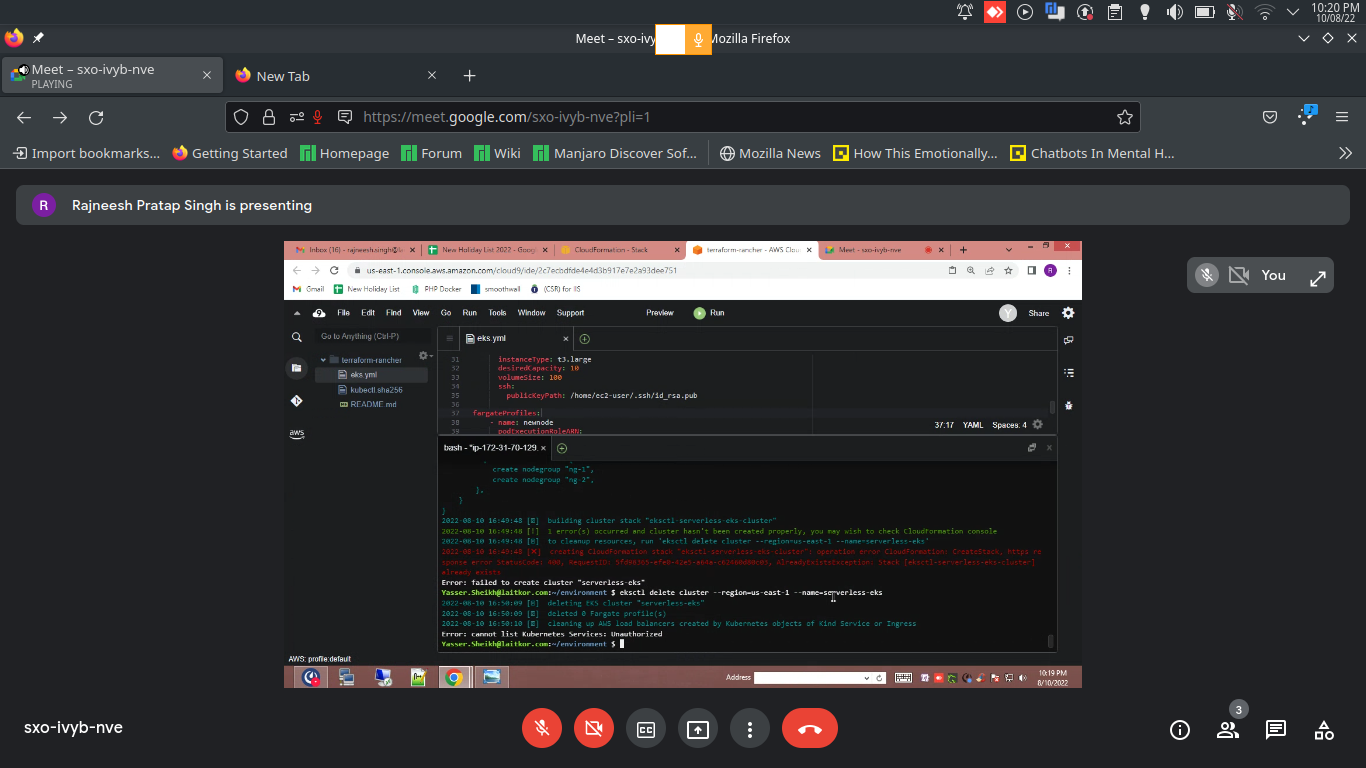 10:20 PM
10/08/22
Meet – sxo-ivy
Mozilla Firefox
Meet – sxo-ivyb-nve
PLAYING
New Tab
https://meet.google.com/sxo-ivyb-nve?pli=1
Import bookmarks...
Getting Started
Homepage
Forum
Wiki
Manjaro Discover Sof...
Mozilla News
How This Emotionally...
Chatbots In Mental H...
R
Rajneesh Pratap Singh is presenting
You
Inbox (16) - rajneesh.singh@l
New Holiday List 2022 - Goog
CloudFormation - Stack
terraform-rancher - AWS Clou
Meet - sxo-ivyb-nve
us-east-1.console.aws.amazon.com/cloud9/ide/2c7ecbdfde4e4d3b917e7e2a93dee751
R
Gmail
New Holiday List
PHP Docker
smoothwall
(CSR) for IIS
File
Edit
Find
View
Go
Run
Tools
Window
Support
Preview
Run
Y
Share
Go to Anything (Ctrl-P)
terraform-rancher
eks.yml
kubectl.sha256
README.md
aws
eks.yml
31 instanceType: t3.large
32 desiredCapacity: 10
33 volumeSize: 100
34 ssh:
35 publicKeyPath: /home/ec2-user/.ssh/id_rsa.pub
36
37 fargateProfiles:
38 - name: newnode
39 podExecutionRoleARN:
37:17 YAML Spaces: 4
bash - "ip-172-31-70-129.
create nodegroup "ng-1",
create nodegroup "ng-2",
},
}
}
2022-08-10 16:49:48 building cluster stack "eksctl-serverless-eks-cluster"
2022-08-10 16:49:48 [!] 1 error(s) occurred and cluster hasn't been created properly, you may wish to check CloudFormation console
2022-08-10 16:49:48 to cleanup resources, run 'eksctl delete cluster --region=us-east-1 --name=serverless-eks'
2022-08-10 16:49:48 [✖] creating CloudFormation stack "eksctl-serverless-eks-cluster": operation error CloudFormation: CreateStack, https re
sponse error StatusCode: 400, RequestID: AlreadyExistsException: Stack [eksctl-serverless-eks-cluster]
already exists
Error: failed to create cluster "serverless-eks"
Yasser.Sheikh@laitkor.com:~/environment $ eksctl delete cluster --region=us-east-1 --name=serverless-eks
2022-08-10 16:50:09 deleting EKS cluster "serverless-eks"
2022-08-10 16:50:09 deleted 0 Fargate profile(s)
2022-08-10 16:50:10 cleaning up AWS load balancers created by Kubernetes objects of Kind Service or Ingress
Error: cannot list Kubernetes Services: Unauthorized
Yasser.Sheikh@laitkor.com:~/environment $
AWS: profile:default
Address
10:19 PM
8/10/2022
sxo-ivyb-nve
3